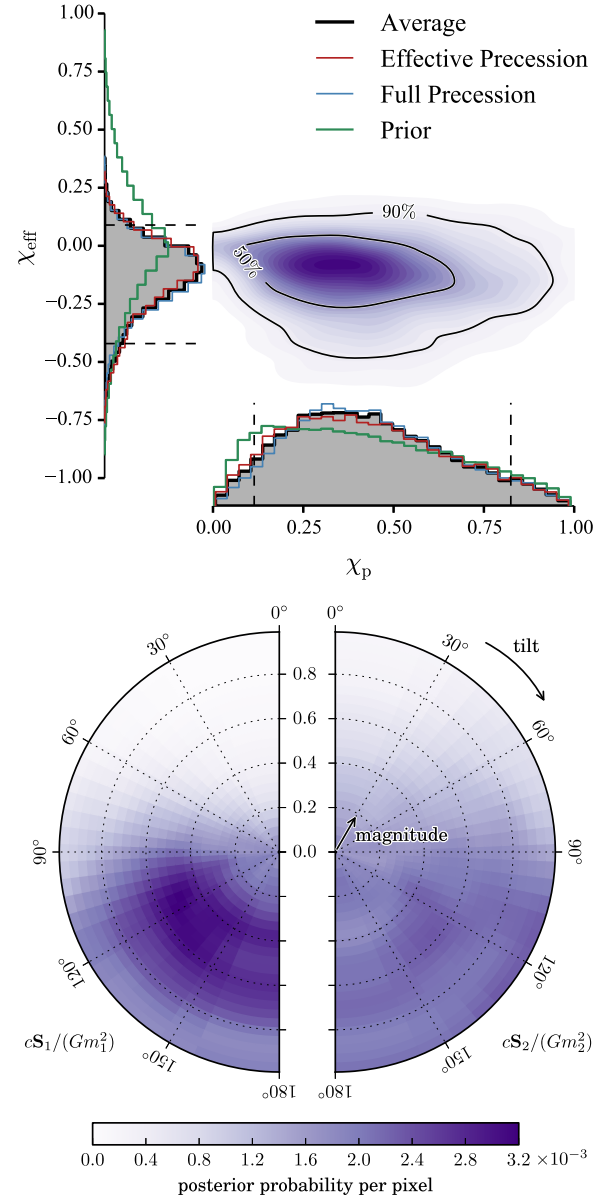 1.00
Average
Effective Precession
Full Precession
Prior
0.75
0.50
0.25
0.00
−0.25
−0.50
−0.75
−1.00
χeff
90%
50%
0.00 0.25 0.50 0.75 1.00
χp
0° 0°
30° 30° tilt
60° 60°
90° 90°
120° 120°
150° 150°
180° 180°
0.8
0.6
0.4
0.2
0.0
magnitude
cS₁/(Gm₁²) cS₂/(Gm₂²)
0.0 0.4 0.8 1.2 1.6 2.0 2.4 2.8 3.2 ×10⁻³
posterior probability per pixel